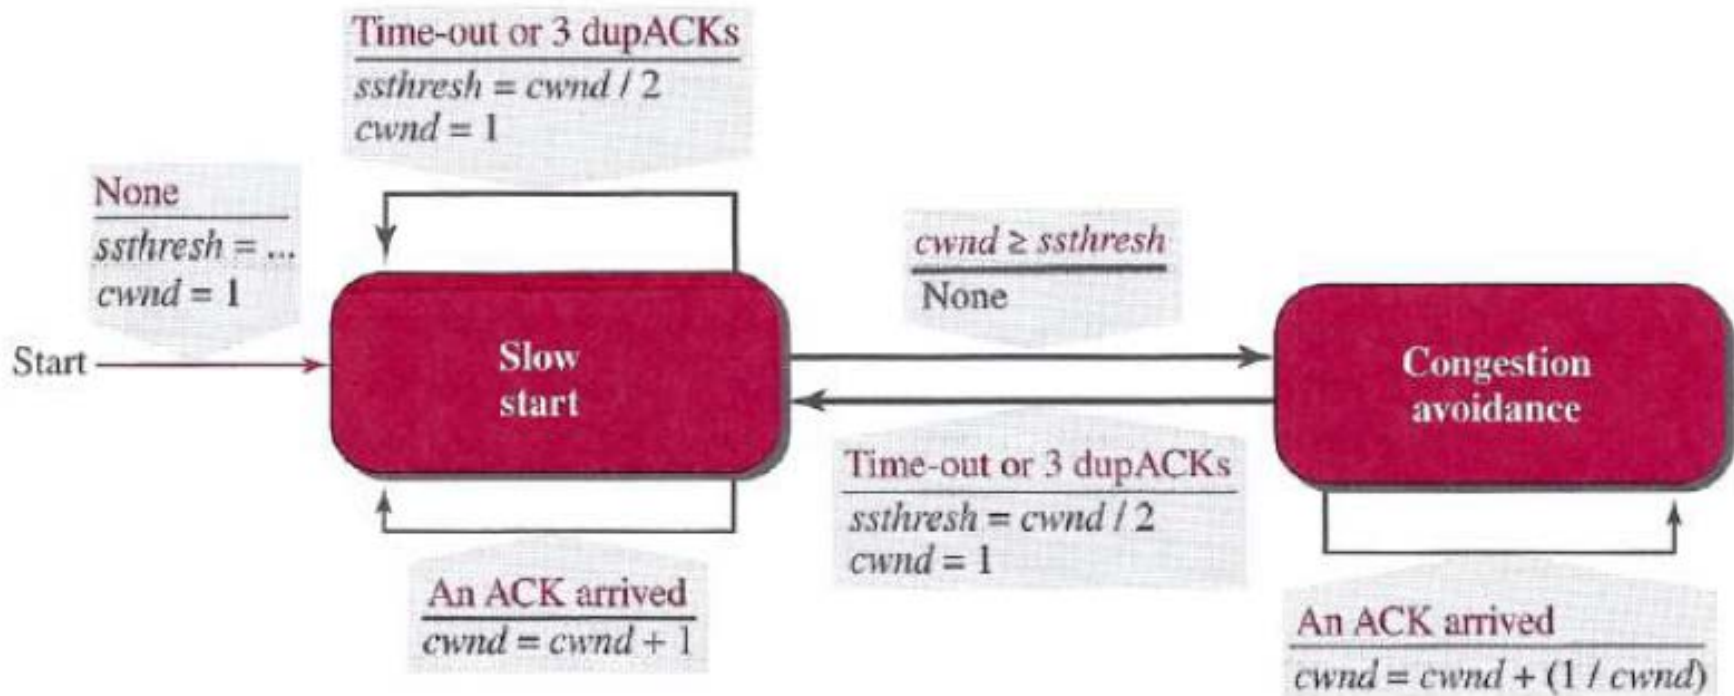 Time-out or 3 dupACKs
ssthresh = cwnd / 2
cwnd = 1
None
ssthresh = ...
cwnd = 1
Start
Slow
start
An ACK arrived
cwnd = cwnd + 1
cwnd ≥ ssthresh
None
Time-out or 3 dupACKs
ssthresh = cwnd / 2
cwnd = 1
Congestion
avoidance
An ACK arrived
cwnd = cwnd + (1 / cwnd)